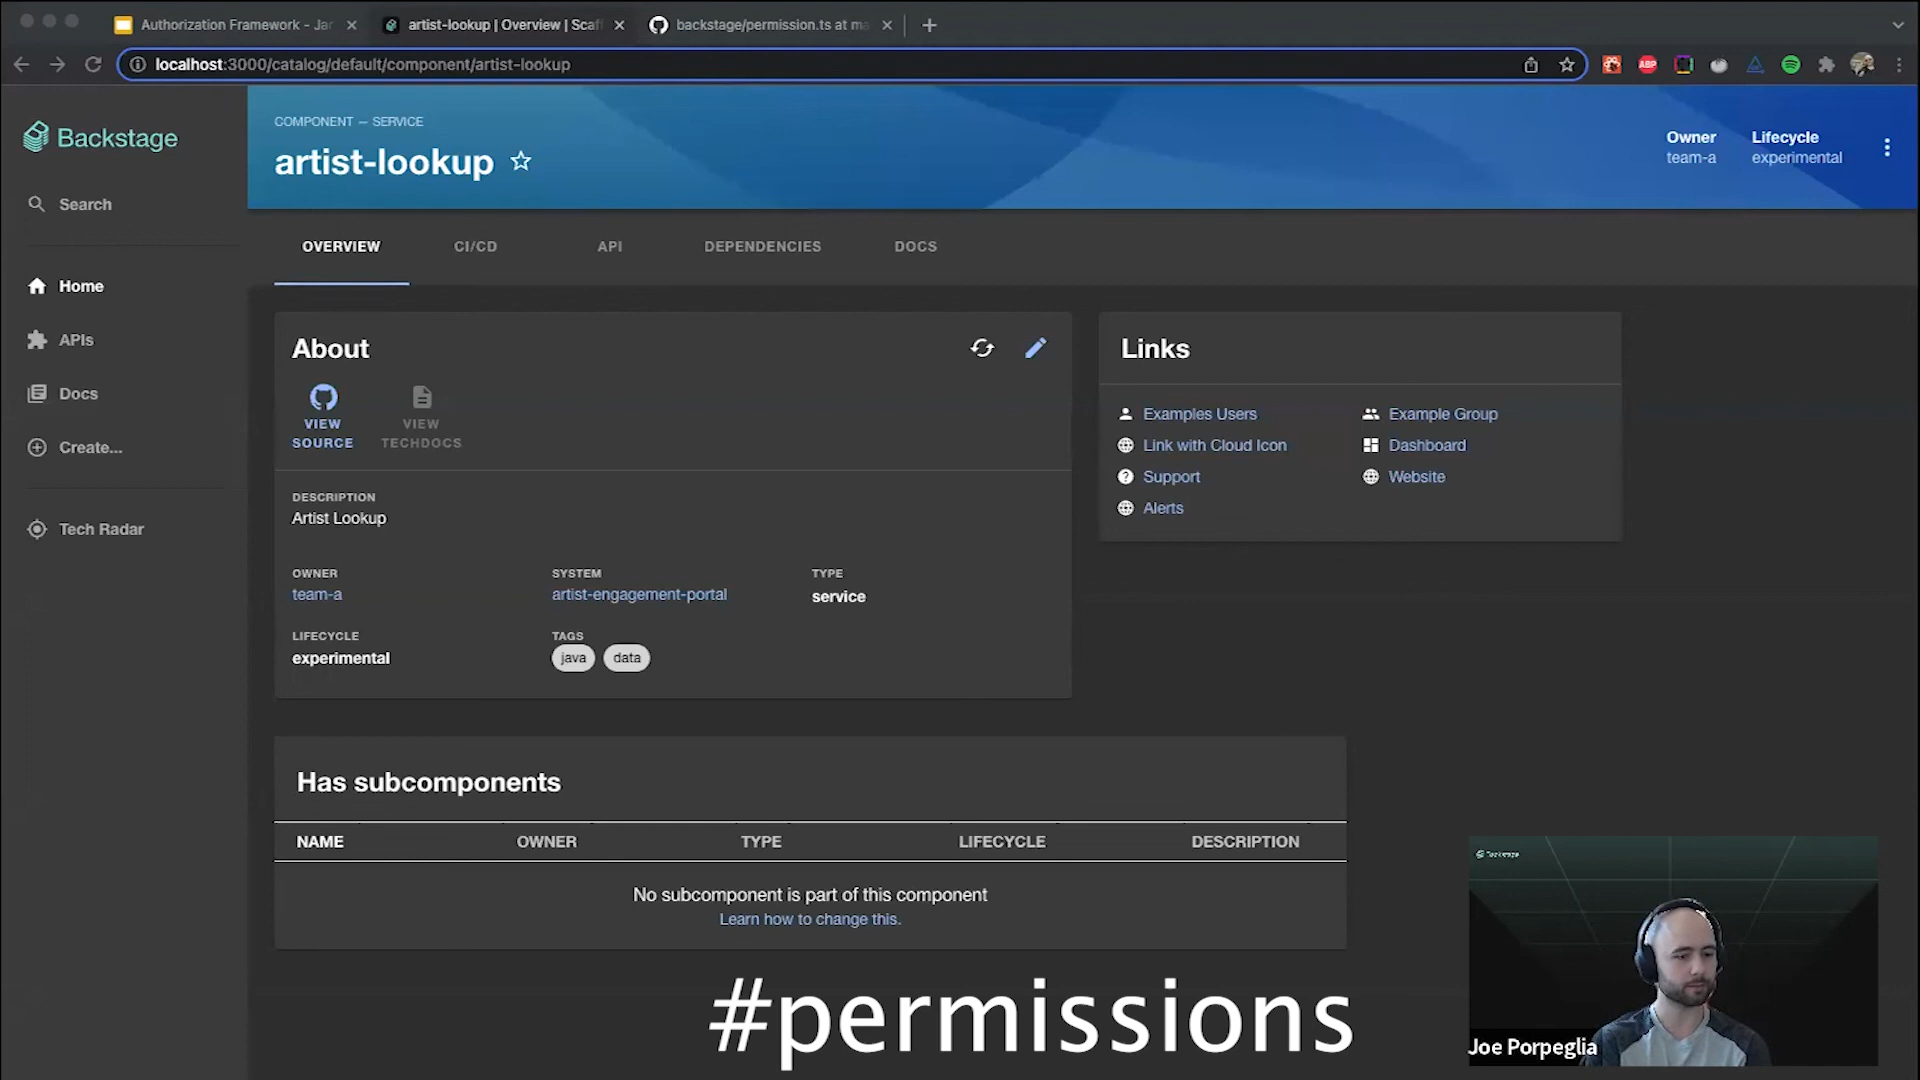 Authorization Framework - Jar
artist-lookup | Overview | Scaff
backstage/permission.ts at ma
localhost:3000/catalog/default/component/artist-lookup
ABP
Backstage
Search
Home
APIs
Docs
Create...
Tech Radar
COMPONENT — SERVICE
artist-lookup
Owner
team-a
Lifecycle
experimental
OVERVIEW
CI/CD
API
DEPENDENCIES
DOCS
About
VIEW
SOURCE
VIEW
TECHDOCS
DESCRIPTION
Artist Lookup
OWNER
team-a
SYSTEM
artist-engagement-portal
TYPE
service
LIFECYCLE
experimental
TAGS
java
data
Links
Examples Users
Example Group
Link with Cloud Icon
Dashboard
Support
Website
Alerts
Has subcomponents
NAME OWNER TYPE LIFECYCLE DESCRIPTION
No subcomponent is part of this component
Learn how to change this.
#permissions
Backstage
Joe Porpeglia